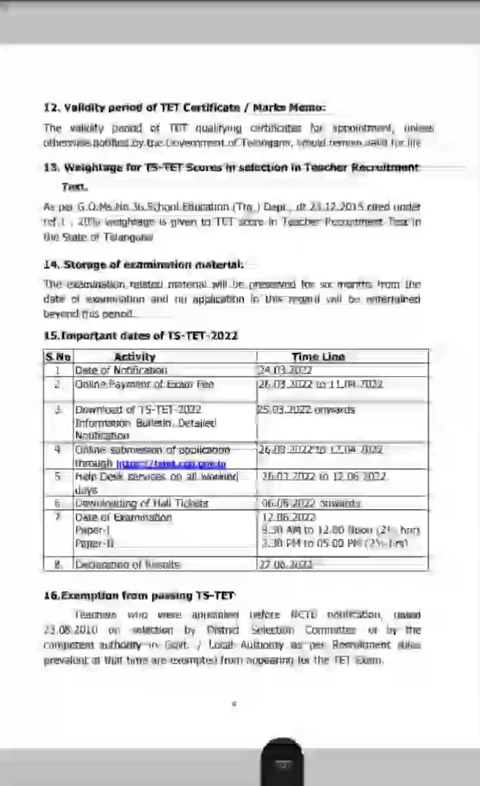 12. Validity period of TET Certificate / Marks Memo:
The validity period of TET qualifying certificates for appointment, unless
otherwise notified by the Government of Telangana, would remain valid for life
13. Weightage for TS-TET Scores in selection in Teacher Recruitment
Test.
As per G.O.Ms.No.36 School Education (Trg.) Dept., dt 23.12.2015 cited under
ref.1 , 20% weightage is given to TET score in Teacher Recruitment Test in
the State of Telangana
14. Storage of examination material:
The examination related material will be preserved for six months from the
date of examination and no application in this regard will be entertained
beyond this period.
15.Important dates of TS-TET-2022
S.No Activity Time Line
1 Date of Notification 24.03.2022
2 Online Payment of Exam Fee 26.03.2022 to 11.04.2022
3 Download of TS-TET-2022 25.03.2022 onwards
Information Bulletin, Detailed
Notification
4 Online submission of application 26.03.2022 to 12.04.2022
through
5 Help Desk services on all working 26.03.2022 to 12.06.2022
days
6 Downloading of Hall Tickets 06.06.2022 onwards
7 Date of Examination 12.06.2022
Paper-I 9.30 AM to 12.00 Noon (2½ hrs)
Paper-II 2.30 PM to 05.00 PM (2½ hrs)
8. Declaration of Results 27.06.2022
16.Exemption from passing TS-TET
Teachers who were appointed before NCTE notification, dated
23.08.2010 on selection by District Selection Committee or by the
competent authority in Govt. / Local Authority as per Recruitment rules
prevalent at that time are exempted from appearing for the TET Exam.